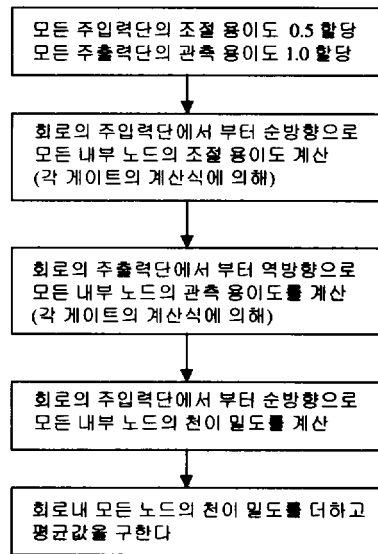 모든 주입력단의 조절 용이도 0.5 할당
모든 주출력단의 관측 용이도 1.0 할당
회로의 주입력단에서 부터 순방향으로
모든 내부 노드의 조절 용이도 계산
(각 게이트의 계산식에 의해)
회로의 주출력단에서 부터 역방향으로
모든 내부 노드의 관측 용이도를 계산
(각 게이트의 계산식에 의해)
회로의 주입력단에서 부터 순방향으로
모든 내부 노드의 천이 밀도를 계산
회로내 모든 노드의 천이 밀도를 더하고
평균값을 구한다